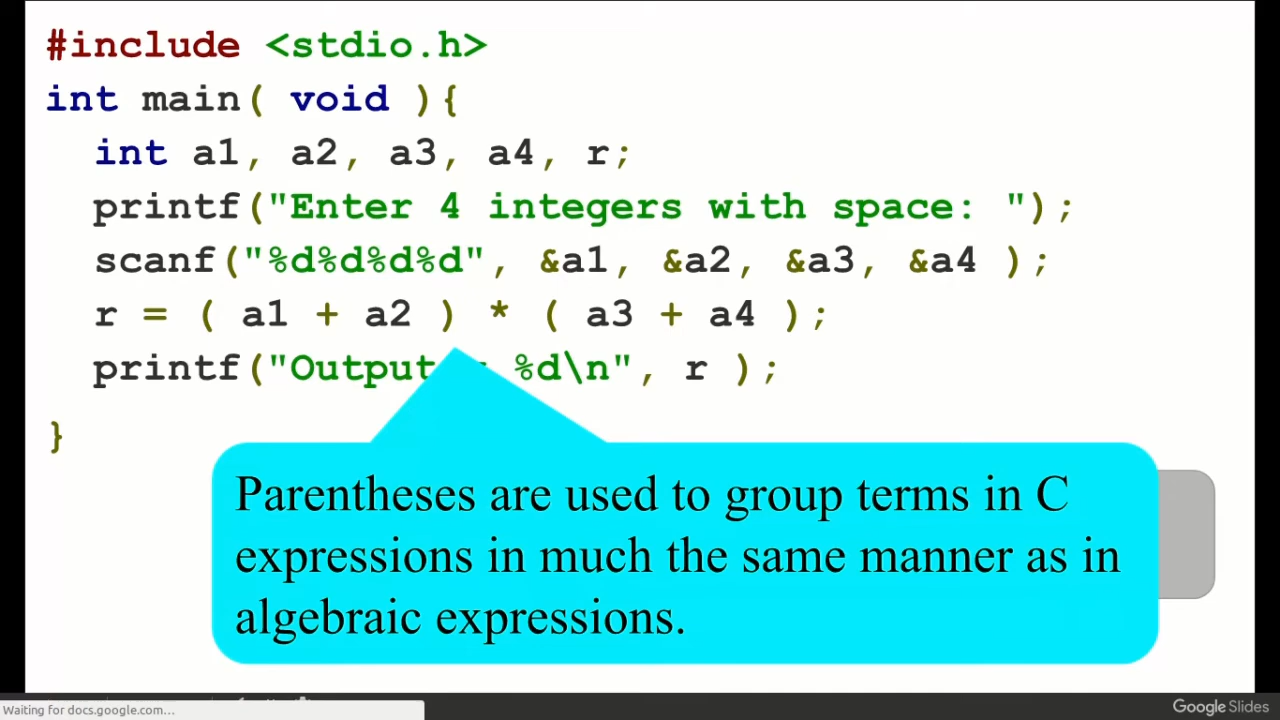 #include <stdio.h>
int main( void ){
int a1, a2, a3, a4, r;
printf("Enter 4 integers with space: ");
scanf("%d%d%d%d", &a1, &a2, &a3, &a4 );
r = ( a1 + a2 ) * ( a3 + a4 );
printf("Output: %d\n", r );
}
Parentheses are used to group terms in C
expressions in much the same manner as in
algebraic expressions.
Waiting for docs.google.com...
Google Slides